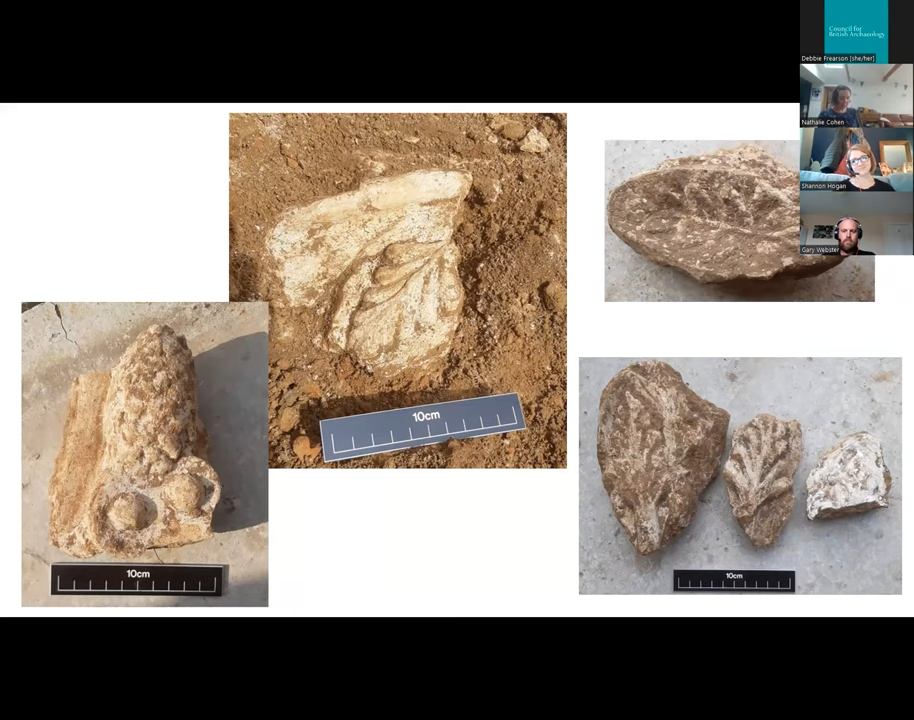 Council for
British Archaeology
Debbie Frearson (she/her)
Nathalie Cohen
Shannon Hogan
Gary Webster
10cm
10cm
10cm